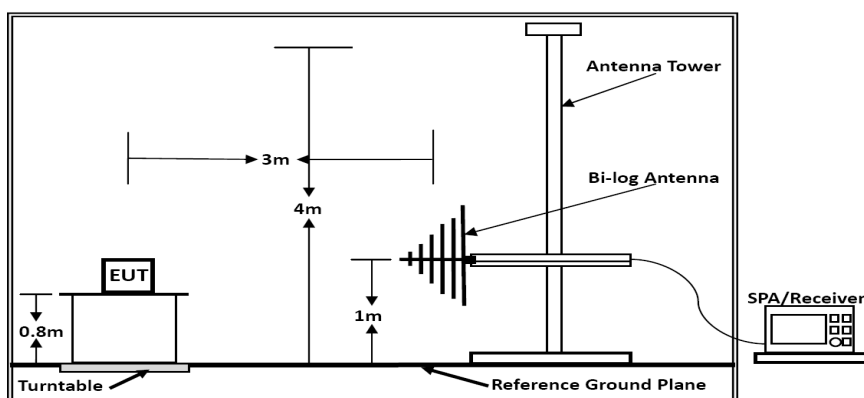 Antenna Tower
3m
Bi-log Antenna
4m
EUT
0.8m
1m
SPA/Receiver
Turntable
Reference Ground Plane